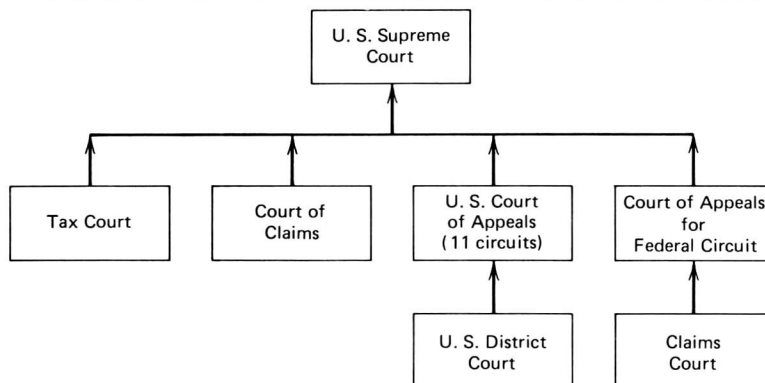 U. S. Supreme
Court
Tax Court
Court of
Claims
U. S. Court
of Appeals
(11 circuits)
Court of Appeals
for
Federal Circuit
U. S. District
Court
Claims
Court